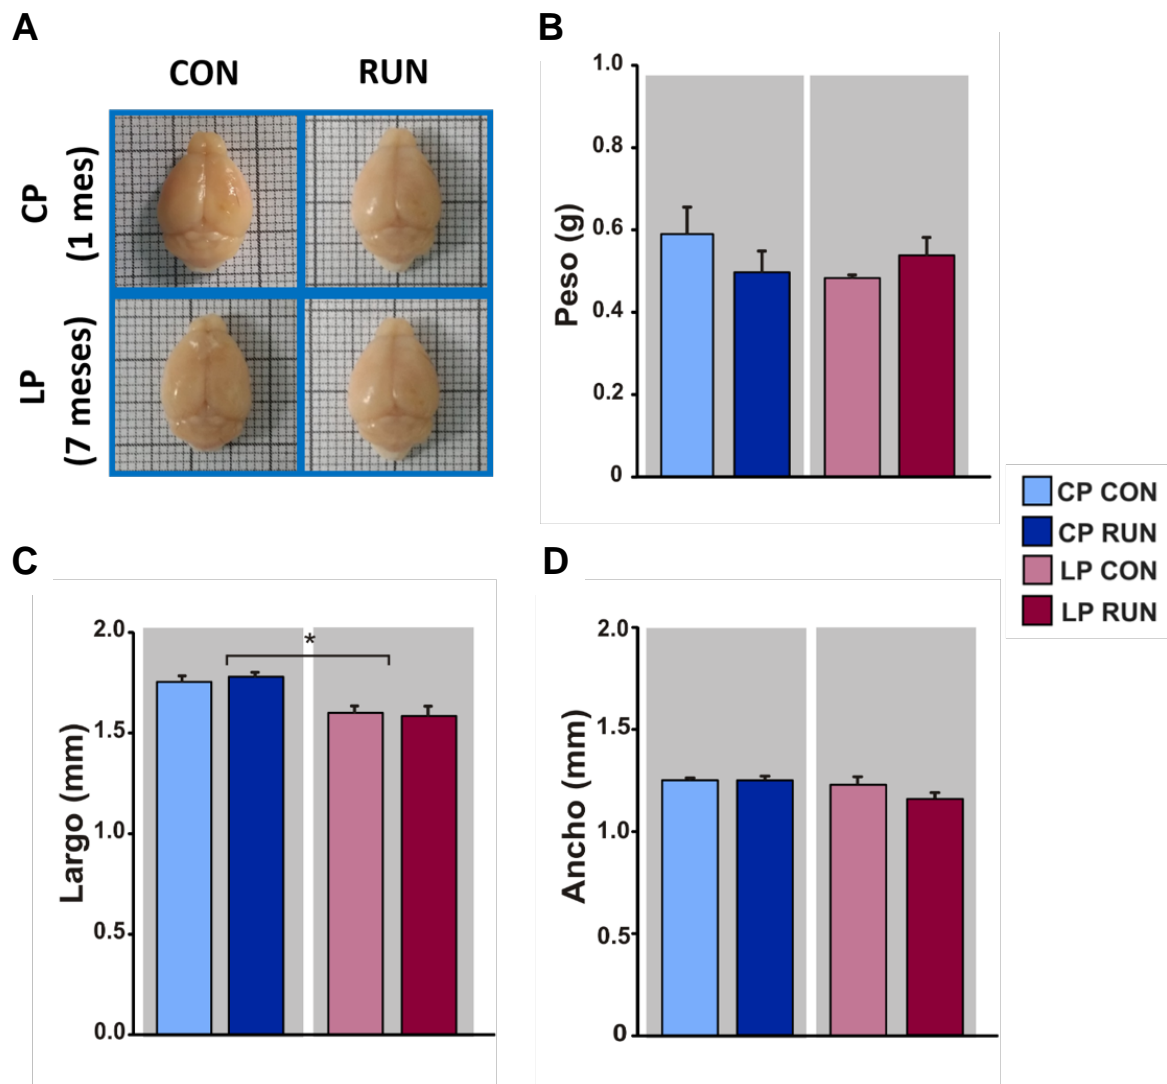 A
CON RUN
CP
(1 mes)
LP
(7 meses)
B
Peso (g)
1.0
0.8
0.6
0.4
0.2
0
CP CON
CP RUN
LP CON
LP RUN
C
Largo (mm)
2.0
1.5
1.0
0.5
0.0
*
D
Ancho (mm)
2.0
1.5
1.0
0.5
0